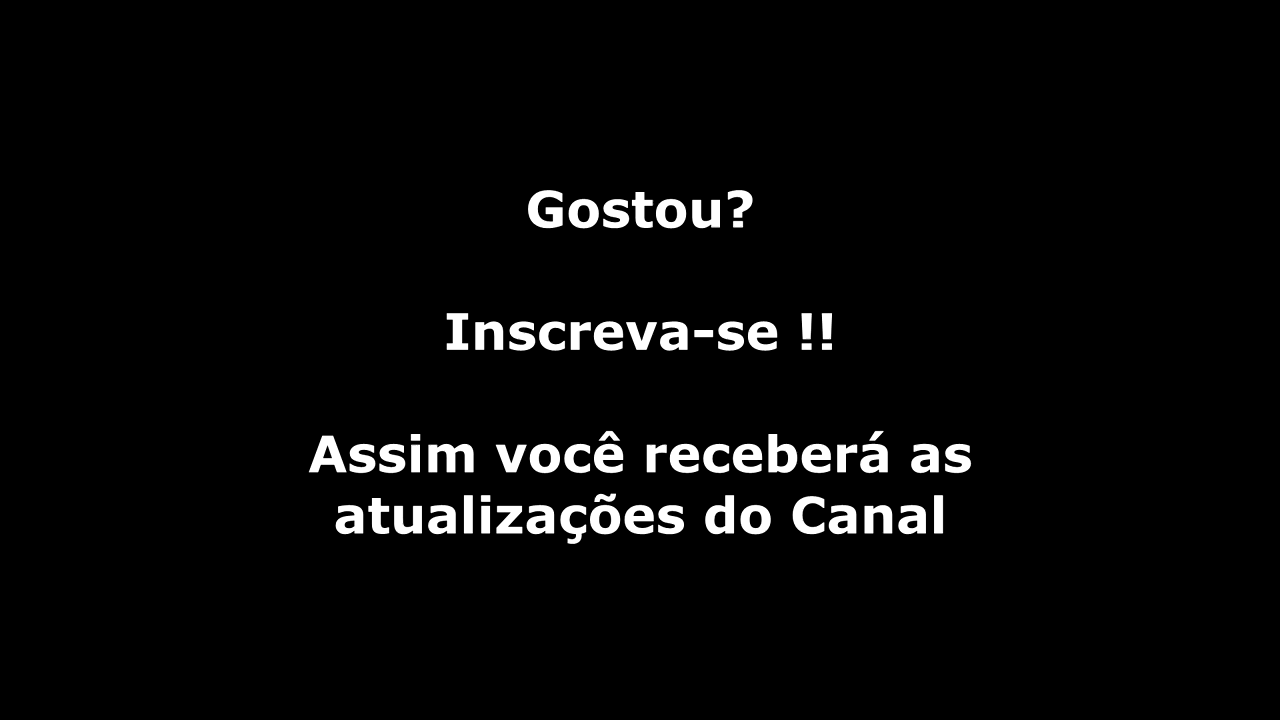 Gostou?
Inscreva-se !!
Assim você receberá as
atualizações do Canal